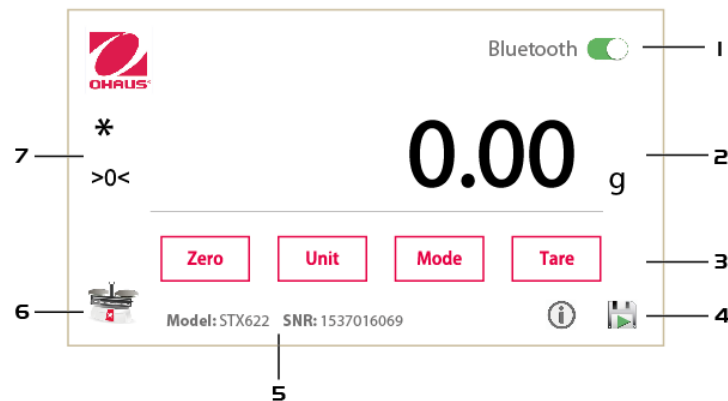 Bluetooth 1
OHAUS
*
7
>0<
0.00 g 2
Zero Unit Mode Tare 3
6
Model: STX622 SNR: 1537016069 i 4
5